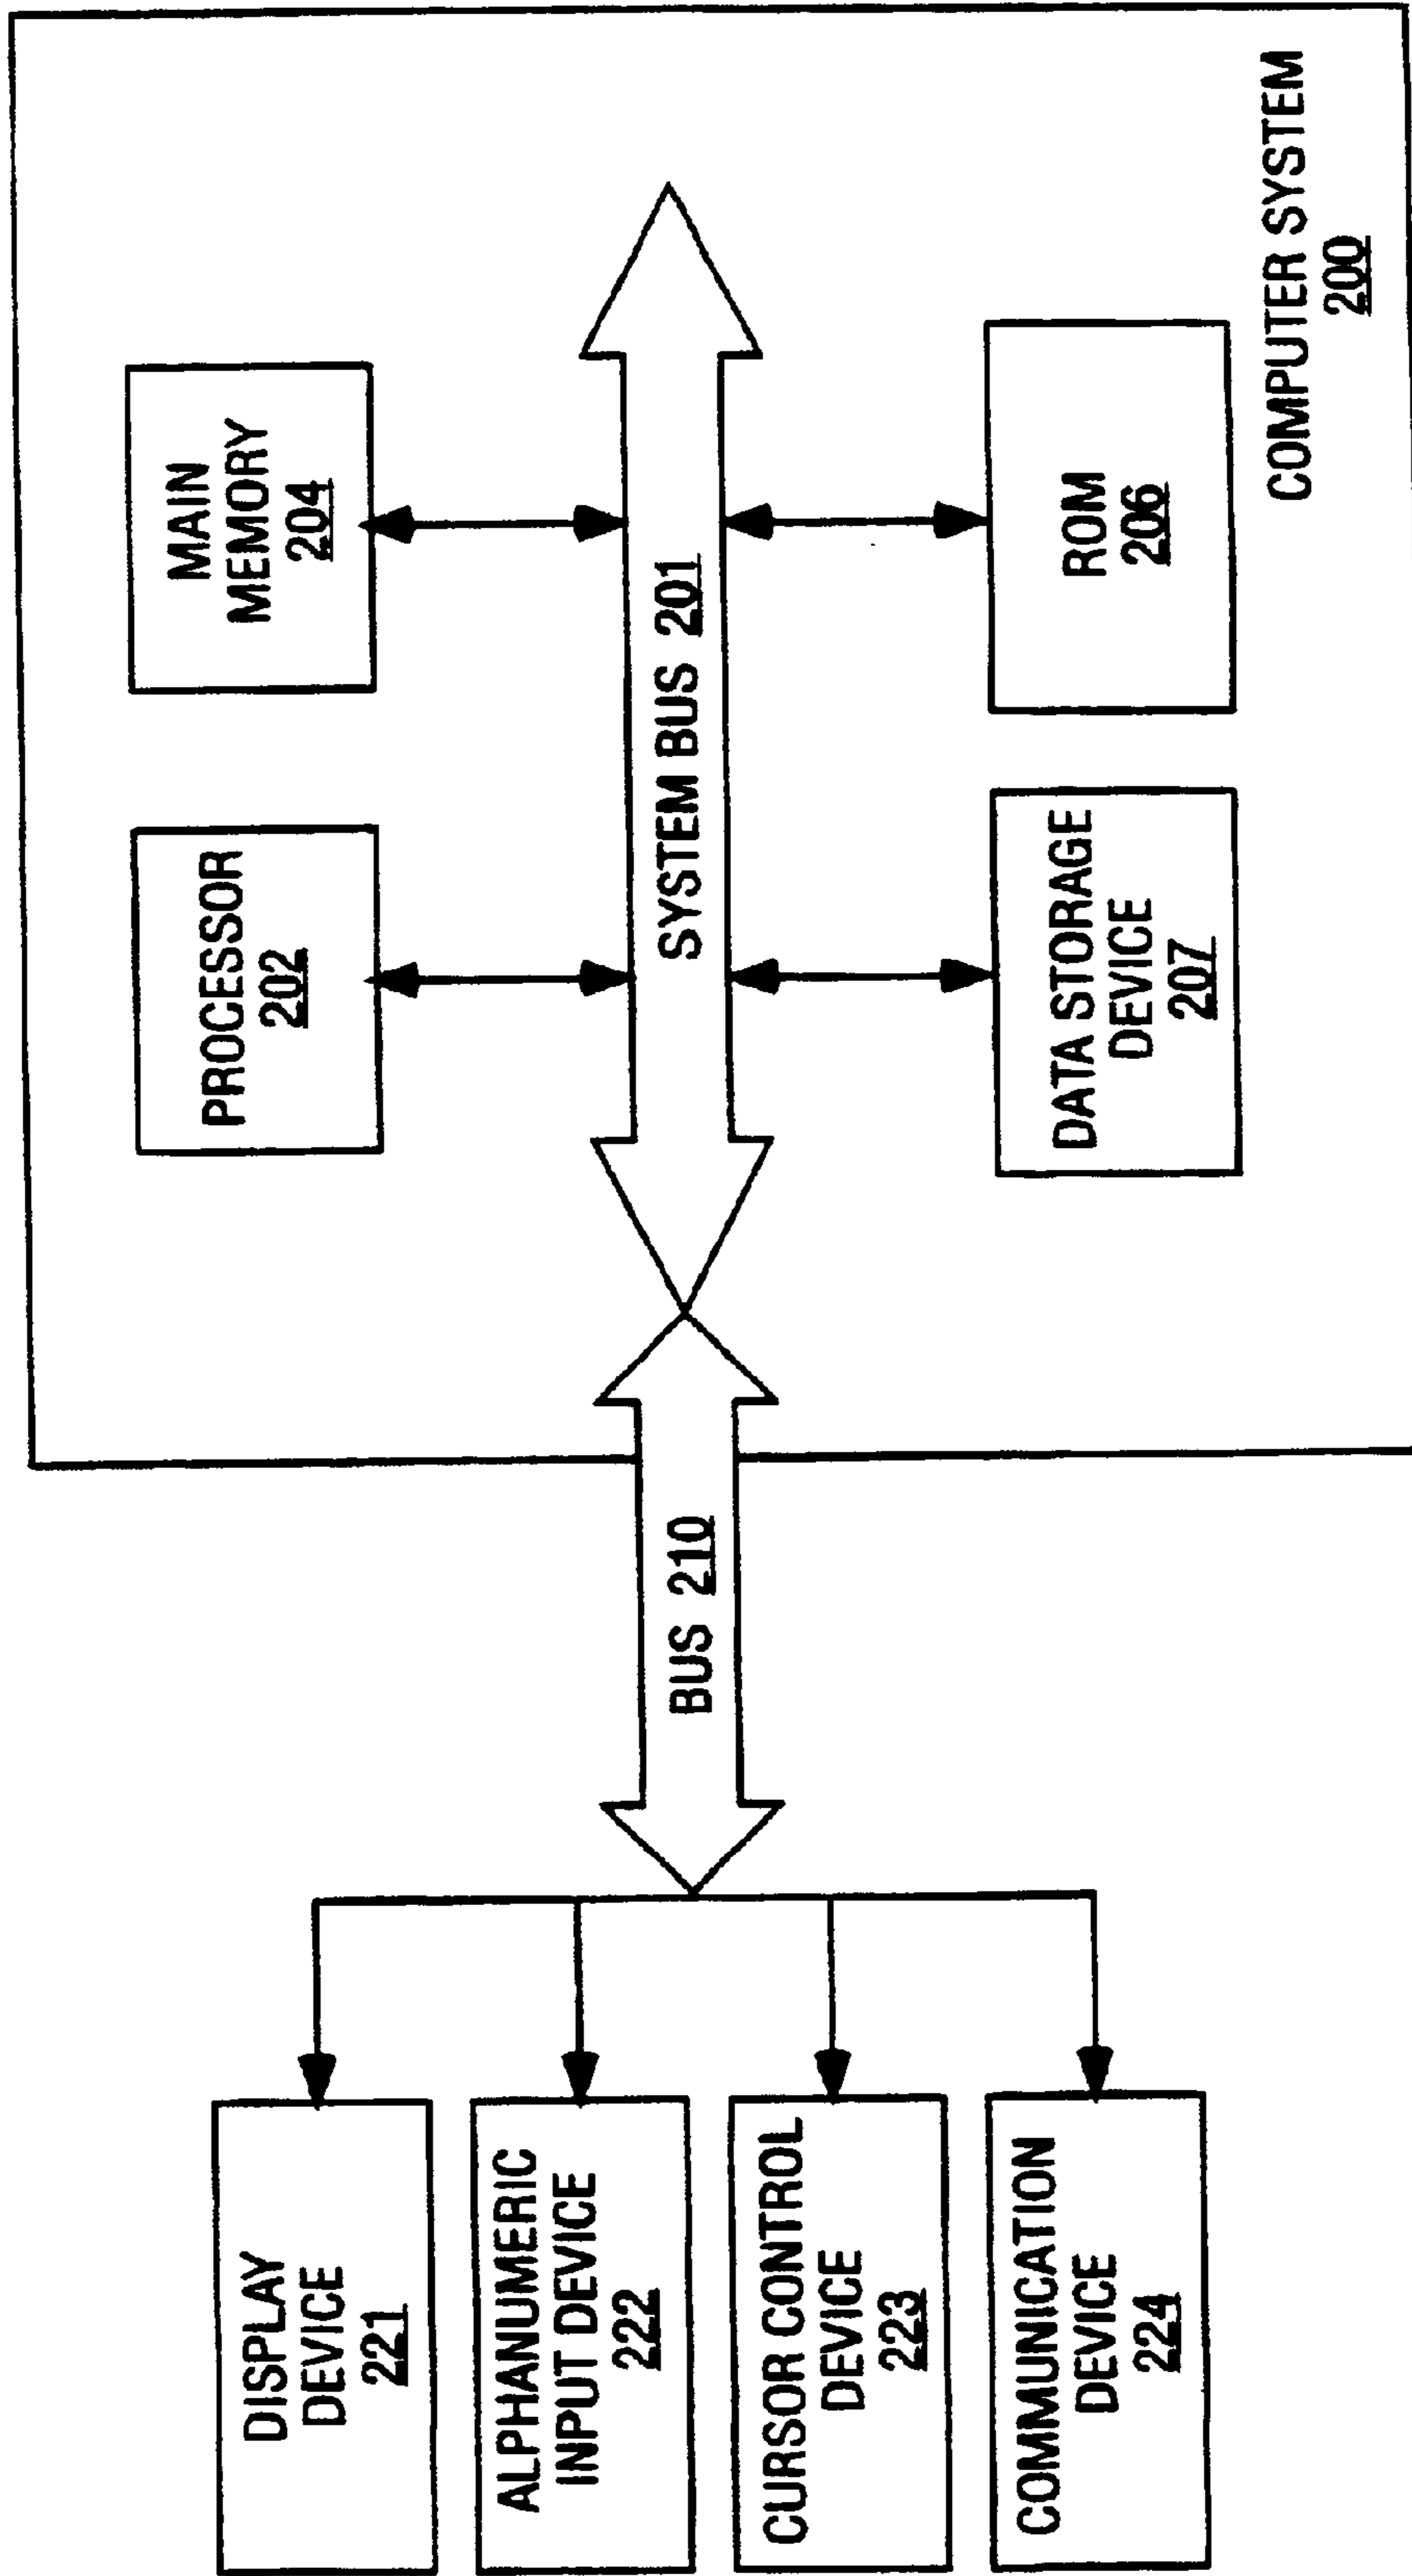 DISPLAY
DEVICE
221
ALPHANUMERIC
INPUT DEVICE
222
CURSOR CONTROL
DEVICE
223
COMMUNICATION
DEVICE
224
BUS 210
PROCESSOR
202
MAIN
MEMORY
204
SYSTEM BUS 201
DATA STORAGE
DEVICE
207
ROM
206
COMPUTER SYSTEM
200